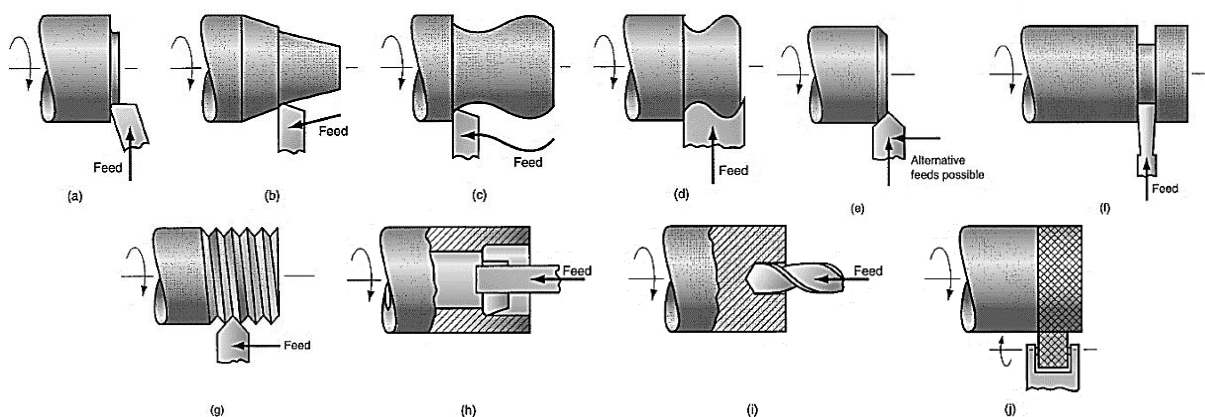 Feed
(a)
Feed
(b)
Feed
(c)
Feed
(d)
Alternative
feeds possible
(e)
Feed
(f)
Feed
(g)
Feed
(h)
Feed
(i)
(j)